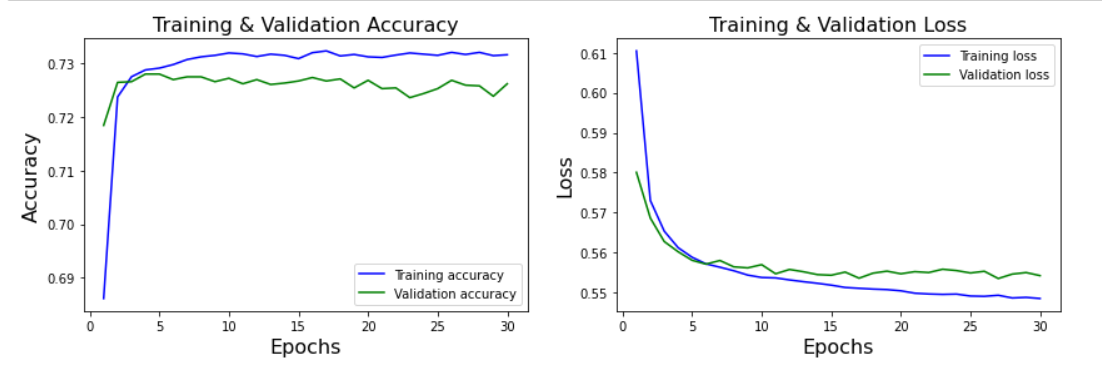 Training & Validation Accuracy
Accuracy
0.73
0.72
0.71
0.70
0.69
Training accuracy
Validation accuracy
0 5 10 15 20 25 30
Epochs
Training & Validation Loss
Loss
0.61
0.60
0.59
0.58
0.57
0.56
0.55
Training loss
Validation loss
0 5 10 15 20 25 30
Epochs